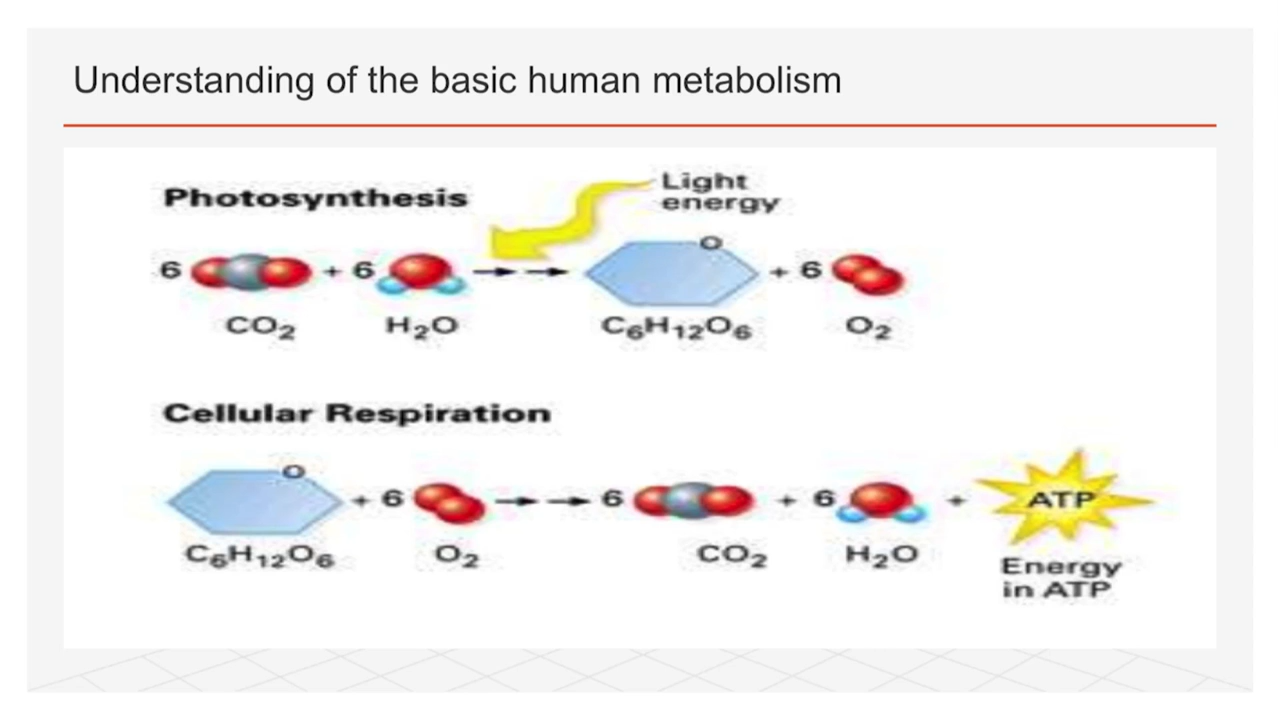 Understanding of the basic human metabolism
Photosynthesis
Light
energy
6 + 6 + 6
CO2 H2O C6H12O6 O2
O
Cellular Respiration
O
+ 6 6 + 6 + ATP
C6H12O6 O2 CO2 H2O
Energy
in ATP